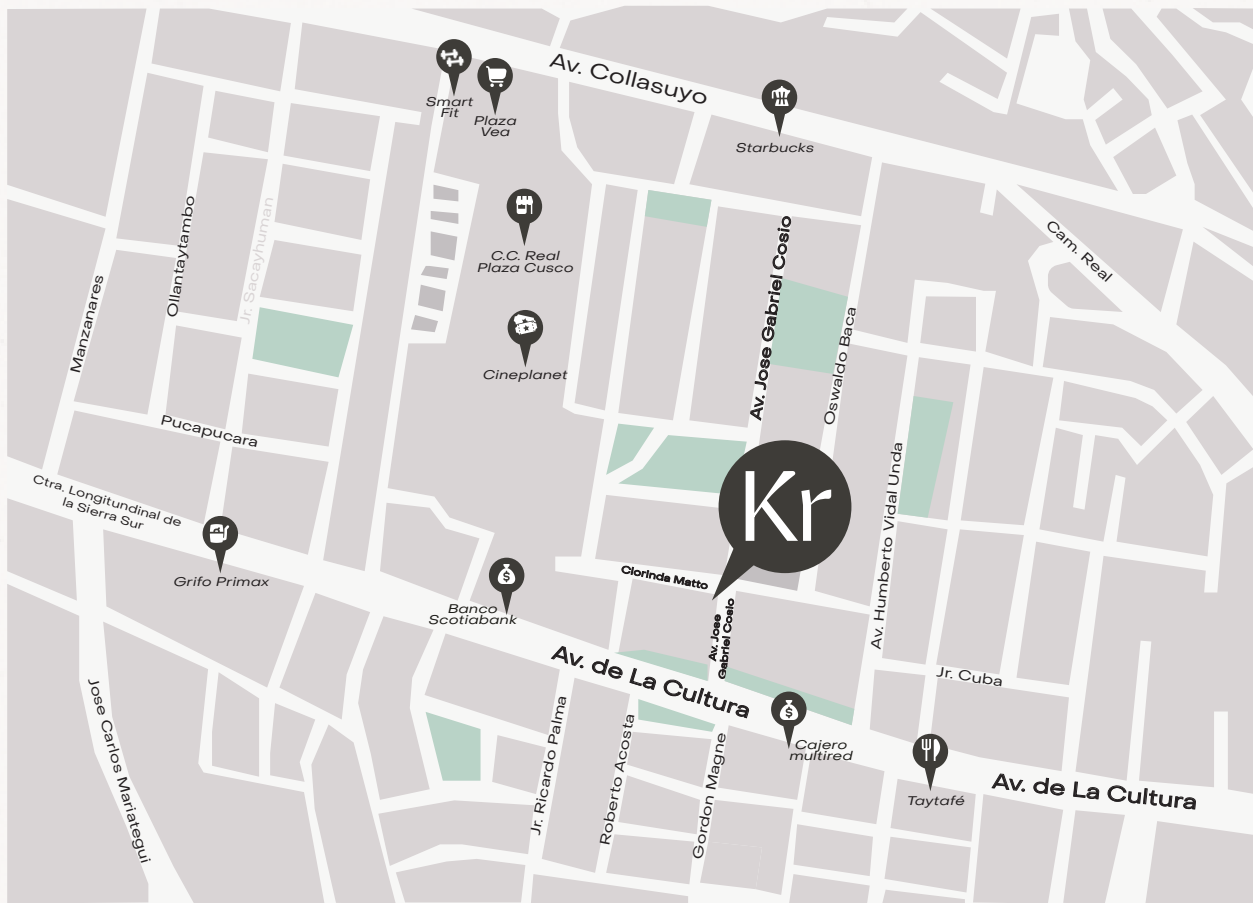 Av. Collasuyo
Smart
Fit
Plaza
Vea
Starbucks
C.C. Real
Plaza Cusco
Cineplanet
Manzanares
Ollantaytambo
Jr. Sacayhuman
Av. Jose Gabriel Cosio
Oswaldo Baca
Cam. Real
Pucapucara
Ctra. Longitundinal de
la Sierra Sur
Grifo Primax
Kr
Av. Humberto Vidal Unda
Clorinda Matto
Av. Jose
Gabriel Cosio
Banco
Scotiabank
Av. de La Cultura
Jr. Cuba
Jose Carlos Mariategui
Jr. Ricardo Palma
Roberto Acosta
Gordon Magne
$
$
Cajero
multired
Taytafé
Av. de La Cultura